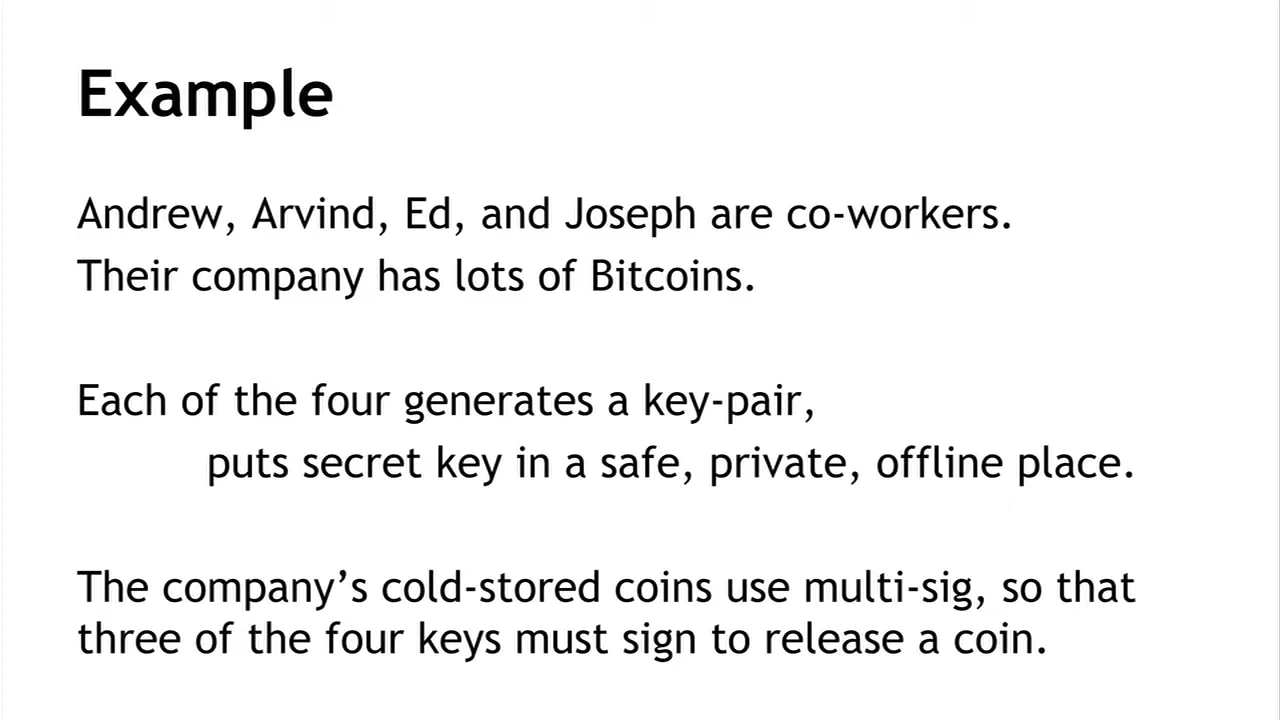 Example
Andrew, Arvind, Ed, and Joseph are co-workers.
Their company has lots of Bitcoins.
Each of the four generates a key-pair,
puts secret key in a safe, private, offline place.
The company’s cold-stored coins use multi-sig, so that
three of the four keys must sign to release a coin.